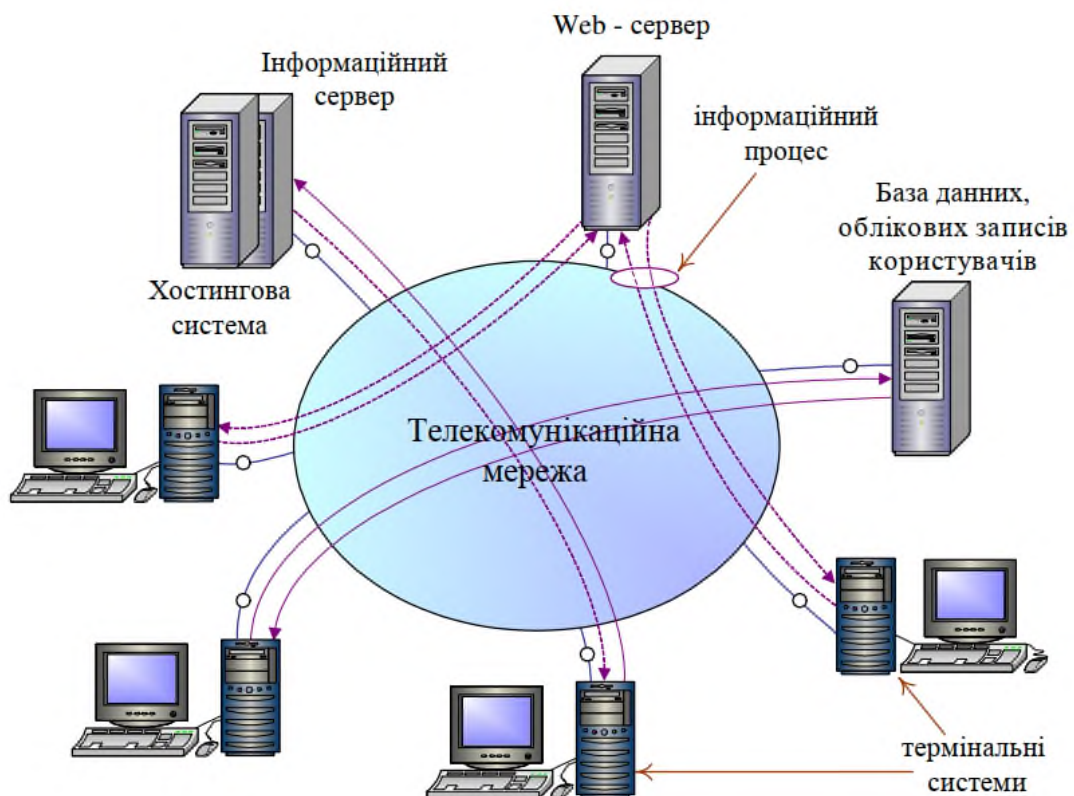 Web - сервер
Інформаційний
сервер
інформаційний
процес
База данних,
облікових записів
користувачів
Хостингова
система
Телекомунікаційна
мережа
термінальні
системи